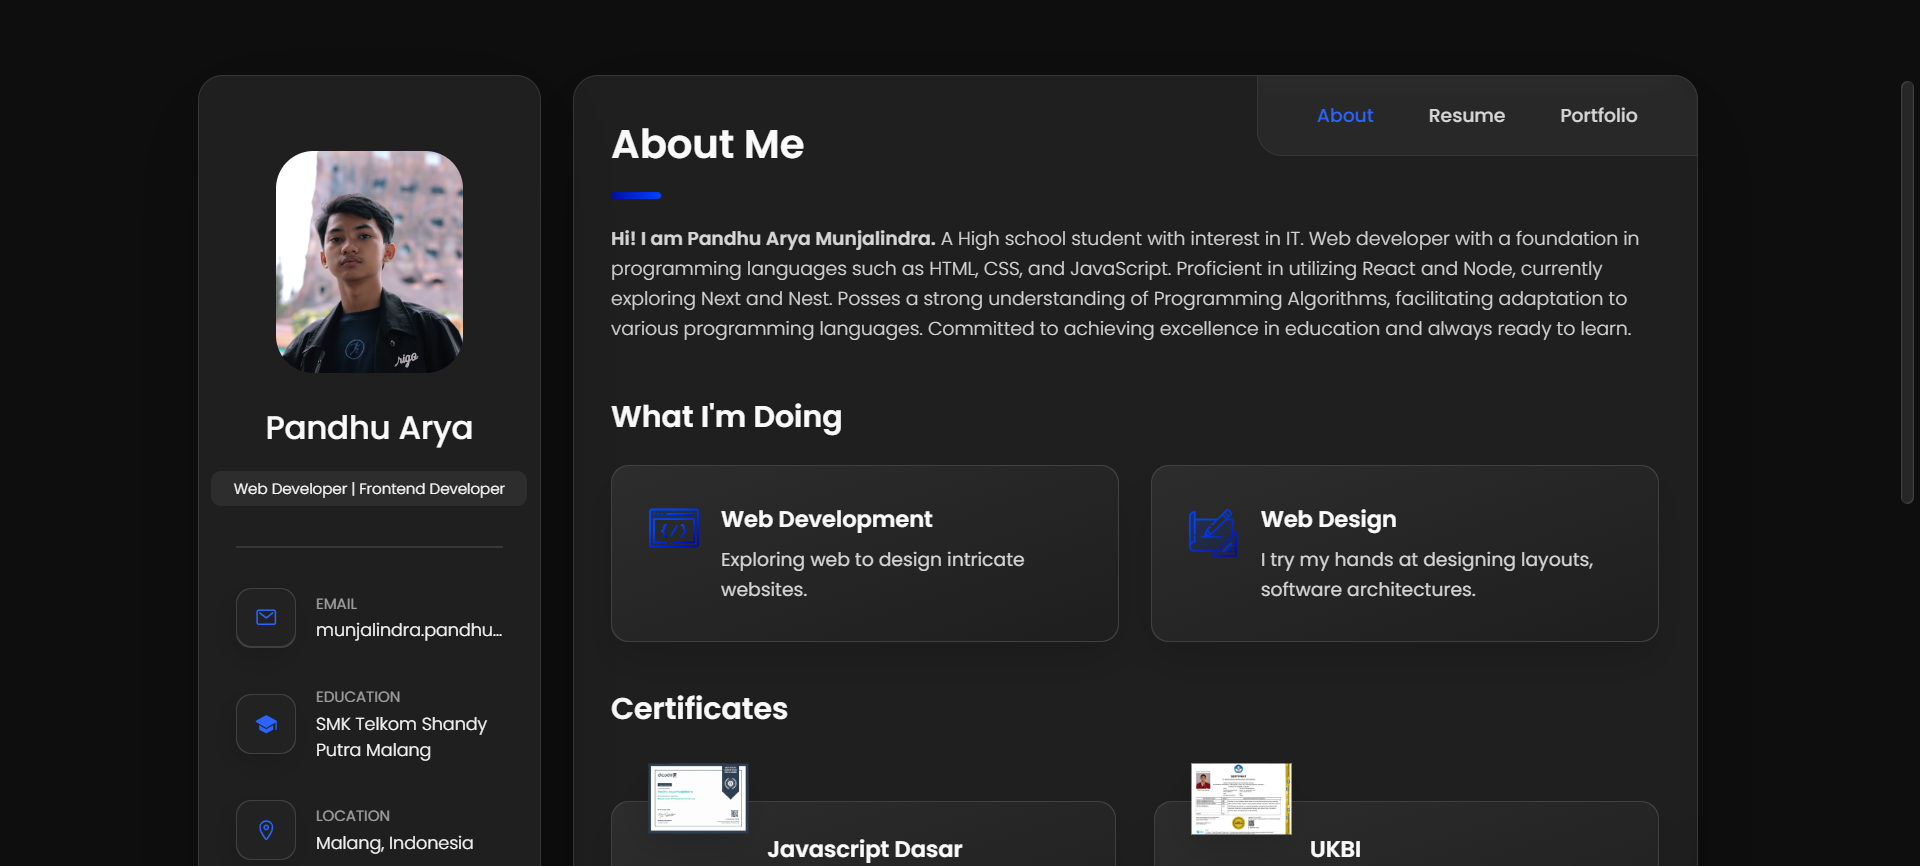 Pandhu Arya
Web Developer | Frontend Developer
EMAIL
munjalindra.pandhu...
EDUCATION
SMK Telkom Shandy
Putra Malang
LOCATION
Malang, Indonesia
About
Resume
Portfolio
About Me
Hi! I am Pandhu Arya Munjalindra. A High school student with interest in IT. Web developer with a foundation in
programming languages such as HTML, CSS, and JavaScript. Proficient in utilizing React and Node, currently
exploring Next and Nest. Posses a strong understanding of Programming Algorithms, facilitating adaptation to
various programming languages. Committed to achieving excellence in education and always ready to learn.
What I'm Doing
Web Development
Exploring web to design intricate
websites.
Web Design
I try my hands at designing layouts,
software architectures.
Certificates
Javascript Dasar
UKBI